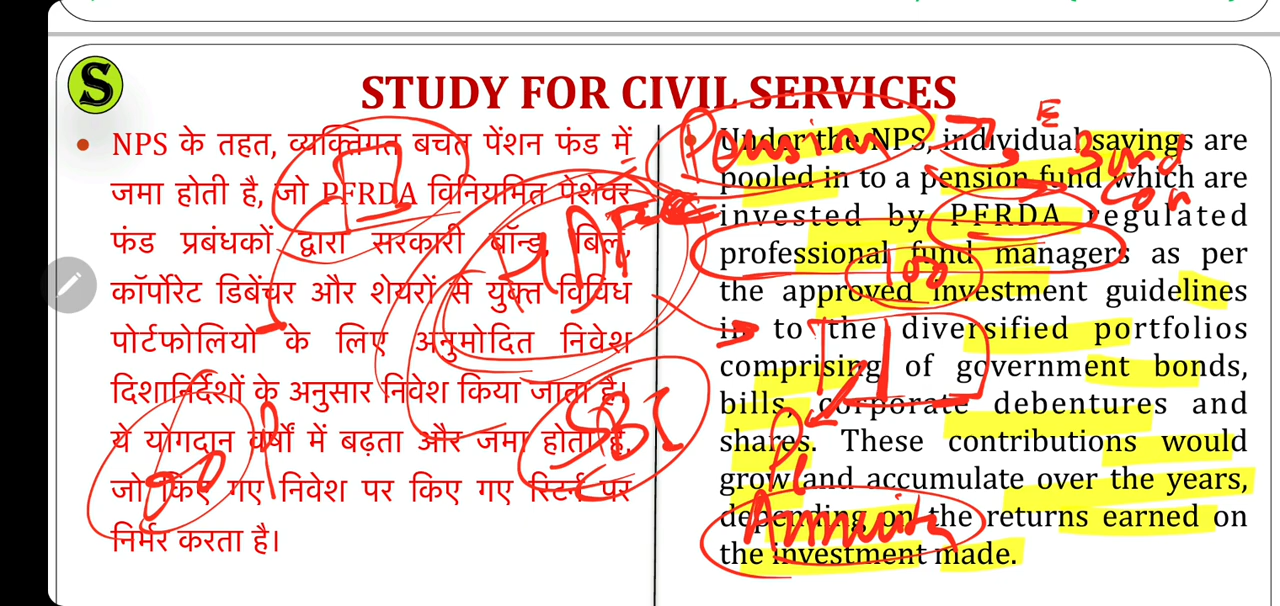 S
STUDY FOR CIVIL SERVICES
• NPS के तहत, व्यक्तिगत बचत पेंशन फंड में
जमा होती है, जो PFRDA विनियमित पेशेवर
फंड प्रबंधकों द्वारा सरकारी बॉन्ड, बिल,
कॉर्पोरेट डिबेंचर और शेयरों से युक्त विविध
पोर्टफोलियो के लिए अनुमोदित निवेश
दिशानिर्देशों के अनुसार निवेश किया जाता है।
ये योगदान वर्षों में बढ़ता और जमा होता है,
जो किए गए निवेश पर किए गए रिटर्न पर
निर्भर करता है।
• Under the NPS, individual savings are
pooled in to a pension fund which are
invested by PFRDA regulated
professional fund managers as per
the approved investment guidelines
in to the diversified portfolios
comprising of government bonds,
bills, corporate debentures and
shares. These contributions would
grow and accumulate over the years,
depending on the returns earned on
the investment made.
Pension
E
100
SBI
Annuity